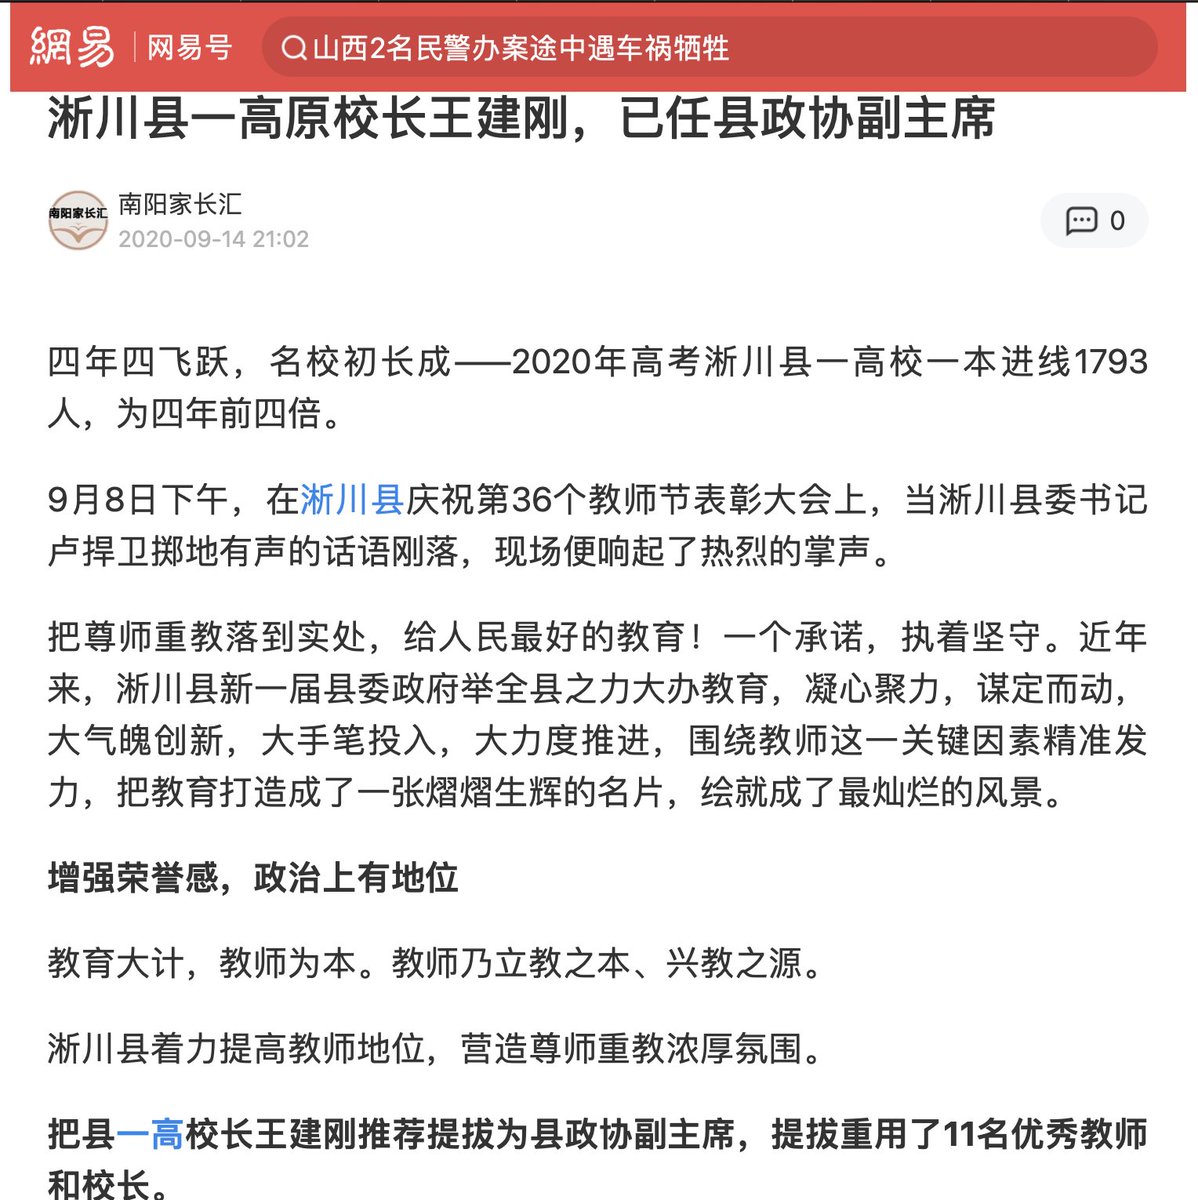 網易 网易号 山西2名民警办案途中遇车祸牺牲
淅川县一高原校长王建刚，已任县政协副主席
南阳家长汇
南阳家长汇
2020-09-14 21:02
0
四年四飞跃，名校初长成——2020年高考淅川县一高校一本进线1793
人，为四年前四倍。
9月8日下午，在淅川县庆祝第36个教师节表彰大会上，当淅川县委书记
卢捍卫掷地有声的话语刚落，现场便响起了热烈的掌声。
把尊师重教落到实处，给人民最好的教育！一个承诺，执着坚守。近年
来，淅川县新一届县委政府举全县之力大办教育，凝心聚力，谋定而动，
大气魄创新，大手笔投入，大力度推进，围绕教师这一关键因素精准发
力，把教育打造成了一张熠熠生辉的名片，绘就成了最灿烂的风景。
增强荣誉感，政治上有地位
教育大计，教师为本。教师乃立教之本、兴教之源。
淅川县着力提高教师地位，营造尊师重教浓厚氛围。
把县一高校长王建刚推荐提拔为县政协副主席，提拔重用了11名优秀教师
和校长。